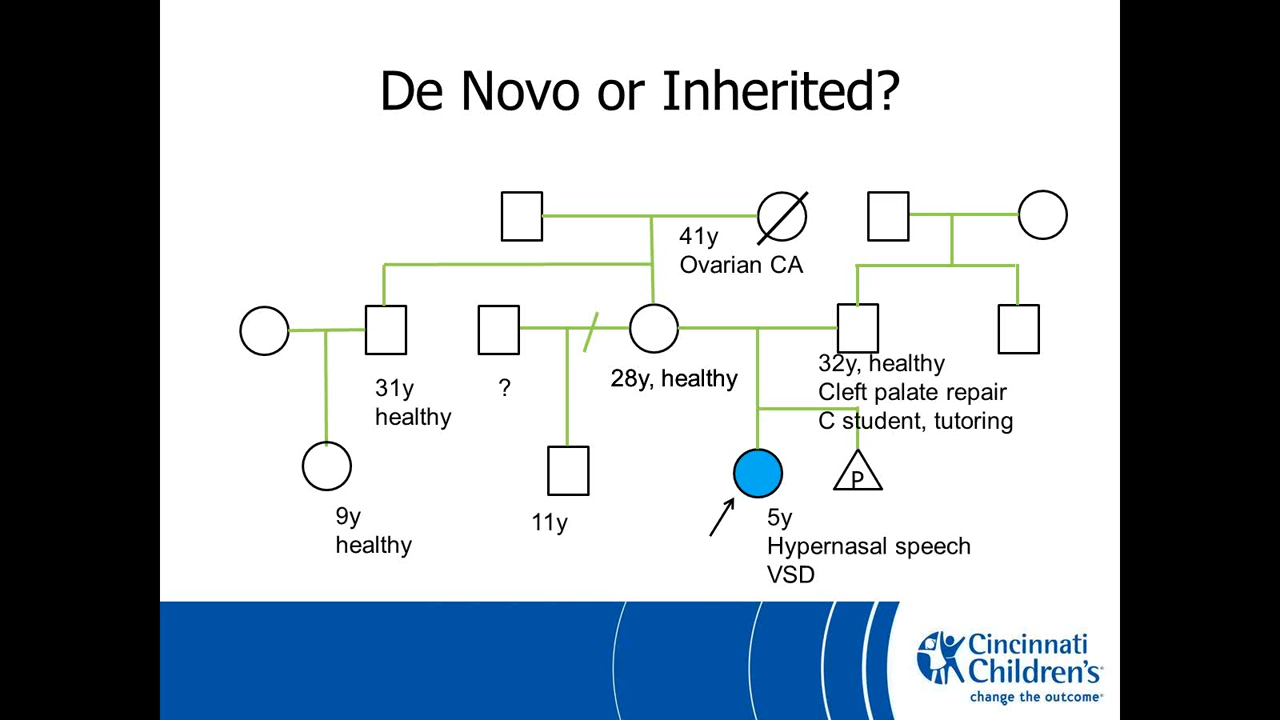 De Novo or Inherited?
41y
Ovarian CA
31y
healthy
?
28y, healthy
32y, healthy
Cleft palate repair
C student, tutoring
9y
healthy
11y
P
5y
Hypernasal speech
VSD
Cincinnati
Children's
change the outcome